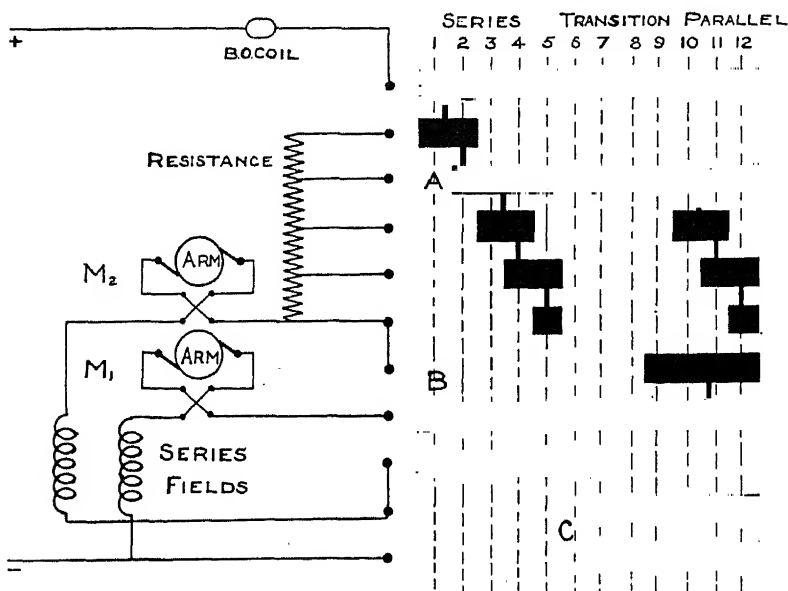 SERIES TRANSITION PARALLEL
1 2 3 4 5 6 7 8 9 10 11 12
+
B.O.COIL
RESISTANCE
A
M₂
ARM
M₁
ARM
B
SERIES
FIELDS
C
–